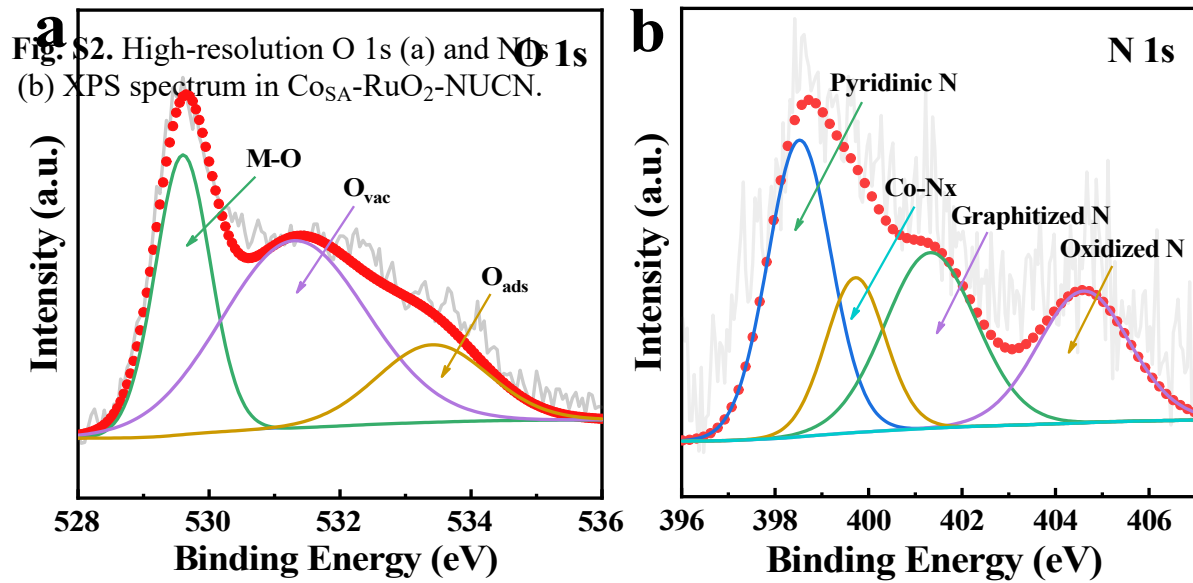 a
Fig. S2. High-resolution O 1s (a) and N1s
(b) XPS spectrum in CoSA-RuO2-NUCN.
O 1s
M-O
Ovac
Oads
Intensity (a.u.)
528 530 532 534 536
Binding Energy (eV)
b
N 1s
Pyridinic N
Co-Nx
Graphitized N
Oxidized N
Intensity (a.u.)
396 398 400 402 404 406
Binding Energy (eV)